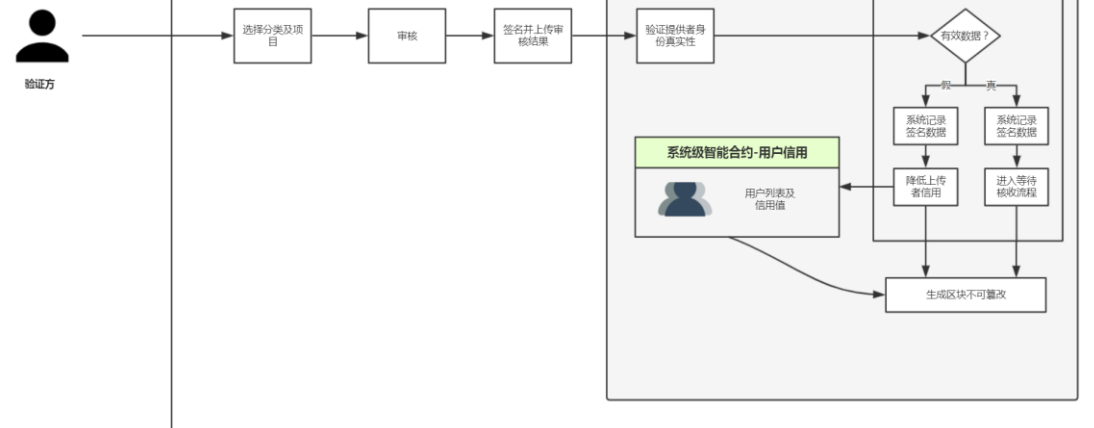 选择分类及项
目
审核
签名并上传审
核结果
验证提供者身
份真实性
有效数据？
验证方
假
真
系统记录
签名数据
系统记录
签名数据
系统级智能合约-用户信用
用户列表及
信用值
降低上传
者信用
进入等待
核收流程
生成区块不可篡改